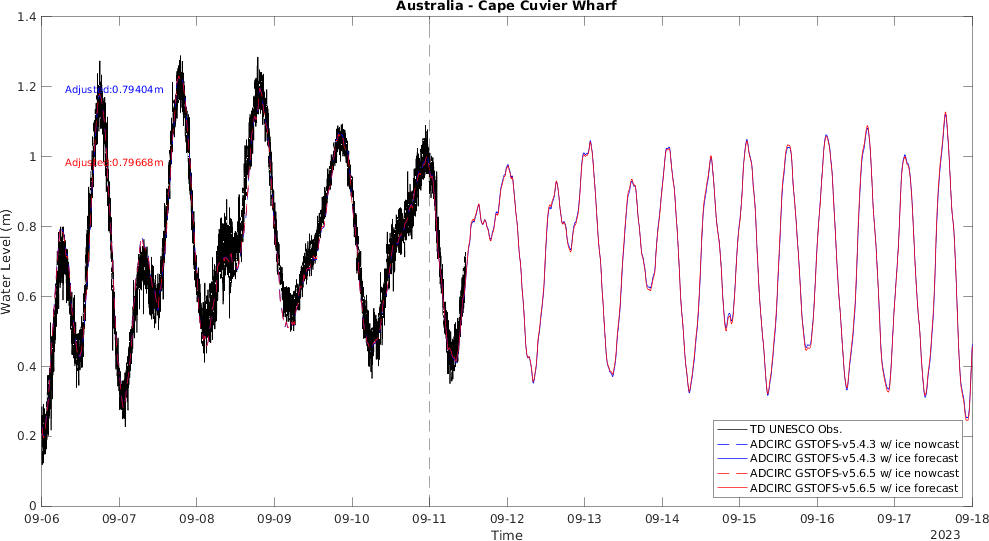 Australia - Cape Cuvier Wharf
Water Level (m)
1.4
1.2
1
0.8
0.6
0.4
0.2
0
Adjusted:0.79404m
Adjusted:0.79668m
TD UNESCO Obs.
ADCIRC GSTOFS-v5.4.3 w/ ice nowcast
ADCIRC GSTOFS-v5.4.3 w/ ice forecast
ADCIRC GSTOFS-v5.6.5 w/ ice nowcast
ADCIRC GSTOFS-v5.6.5 w/ ice forecast
09-06 09-07 09-08 09-09 09-10 09-11 09-12 09-13 09-14 09-15 09-16 09-17 09-18
Time
2023